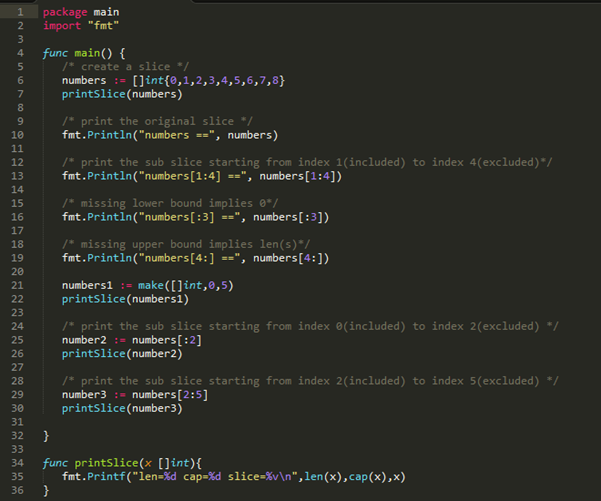 1 package main
2 import "fmt"
3
4 func main() {
5    /* create a slice */
6    numbers := []int{0,1,2,3,4,5,6,7,8}
7    printSlice(numbers)
8
9    /* print the original slice */
10    fmt.Println("numbers ==", numbers)
11
12    /* print the sub slice starting from index 1(included) to index 4(excluded)*/
13    fmt.Println("numbers[1:4] ==", numbers[1:4])
14
15    /* missing lower bound implies 0*/
16    fmt.Println("numbers[:3] ==", numbers[:3])
17
18    /* missing upper bound implies len(s)*/
19    fmt.Println("numbers[4:] ==", numbers[4:])
20
21    numbers1 := make([]int,0,5)
22    printSlice(numbers1)
23
24    /* print the sub slice starting from index 0(included) to index 2(excluded) */
25    number2 := numbers[:2]
26    printSlice(number2)
27
28    /* print the sub slice starting from index 2(included) to index 5(excluded) */
29    number3 := numbers[2:5]
30    printSlice(number3)
31
32 }
33
34 func printSlice(x []int){
35    fmt.Printf("len=%d cap=%d slice=%v\n",len(x),cap(x),x)
36 }